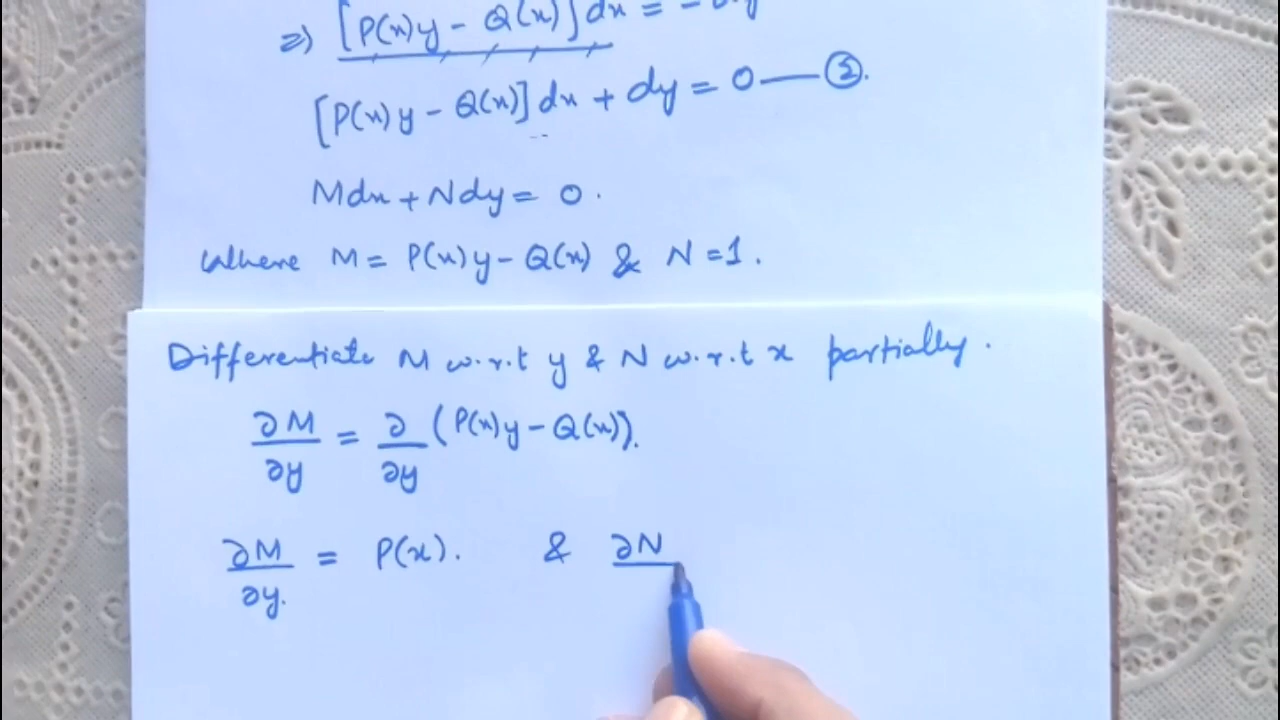 ⇒ [P(x)y - Q(x)]dx = -dy
[P(x)y - Q(x)]dx + dy = 0 — ②.
Mdx + Ndy = 0.
Where M = P(x)y - Q(x) & N = 1.
Differentiate M w.r.t y & N w.r.t x partially.
∂M/∂y = ∂/∂y (P(x)y - Q(x)).
∂M/∂y. = P(x). & ∂N